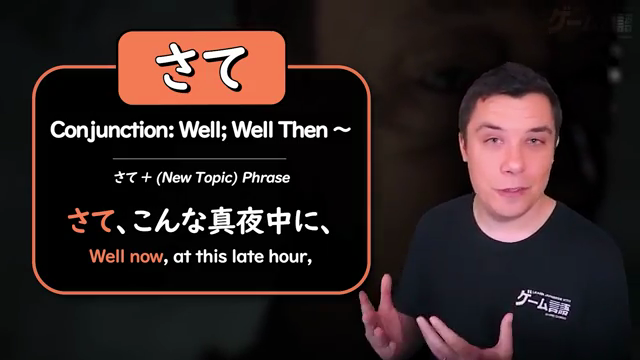 さて
Conjunction: Well; Well Then ～
さて + (New Topic) Phrase
さて、こんな真夜中に、
Well now, at this late hour,
ゲーム言語